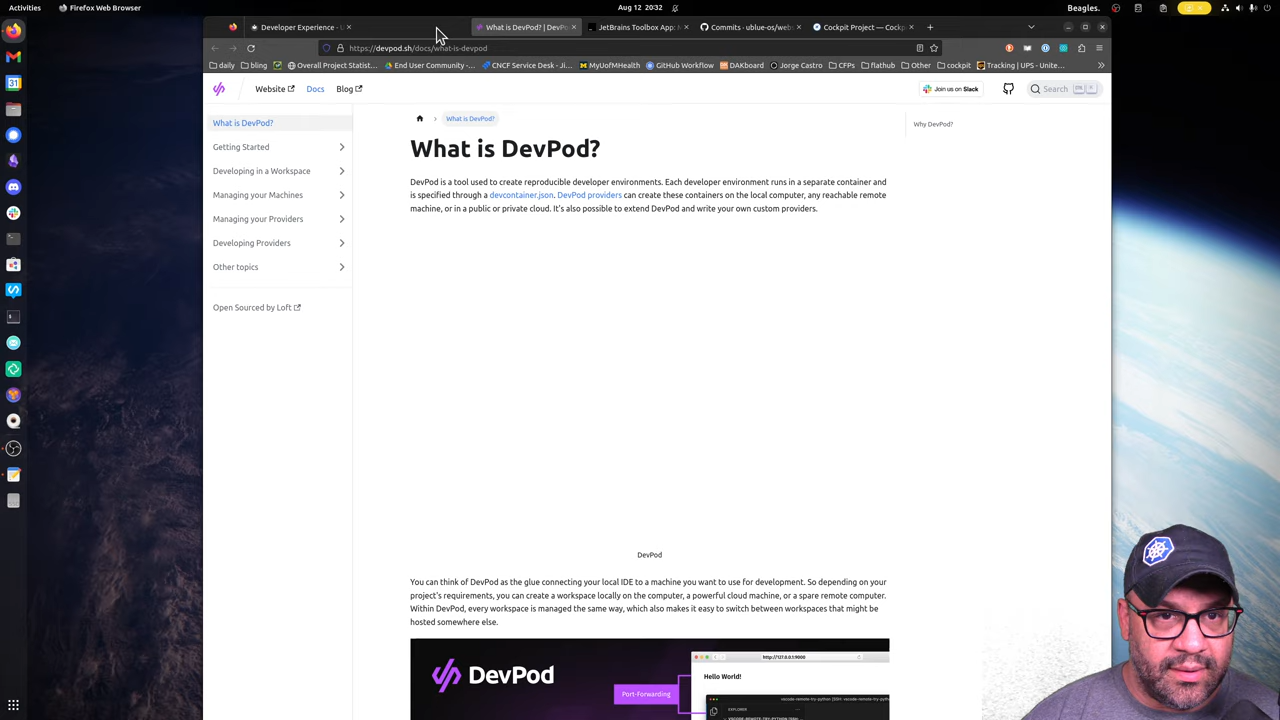 Activities
Firefox Web Browser
Aug 12 20:32
Beagles.
Developer Experience - U
What is DevPod? | DevPo
JetBrains Toolbox App: M
Commits · ublue-os/webs
Cockpit Project — Cockp
https://devpod.sh/docs/what-is-devpod
daily
bling
Overall Project Statist…
End User Community -…
CNCF Service Desk - Ji…
MyUofMHealth
GitHub Workflow
DAKboard
Jorge Castro
CFPs
flathub
Other
cockpit
Tracking | UPS - Unite…
Website
Docs
Blog
Join us on Slack
Search
What is DevPod?
Getting Started
Developing in a Workspace
Managing your Machines
Managing your Providers
Developing Providers
Other topics
Open Sourced by Loft
What is DevPod?
Why DevPod?
What is DevPod?
DevPod is a tool used to create reproducible developer environments. Each developer environment runs in a separate container and
is specified through a devcontainer.json. DevPod providers can create these containers on the local computer, any reachable remote
machine, or in a public or private cloud. It's also possible to extend DevPod and write your own custom providers.
DevPod
You can think of DevPod as the glue connecting your local IDE to a machine you want to use for development. So depending on your
project's requirements, you can create a workspace locally on the computer, a powerful cloud machine, or a spare remote computer.
Within DevPod, every workspace is managed the same way, which also makes it easy to switch between workspaces that might be
hosted somewhere else.
DevPod
Port-Forwarding
http://127.0.0.1:9000
Hello World!
EXPLORER